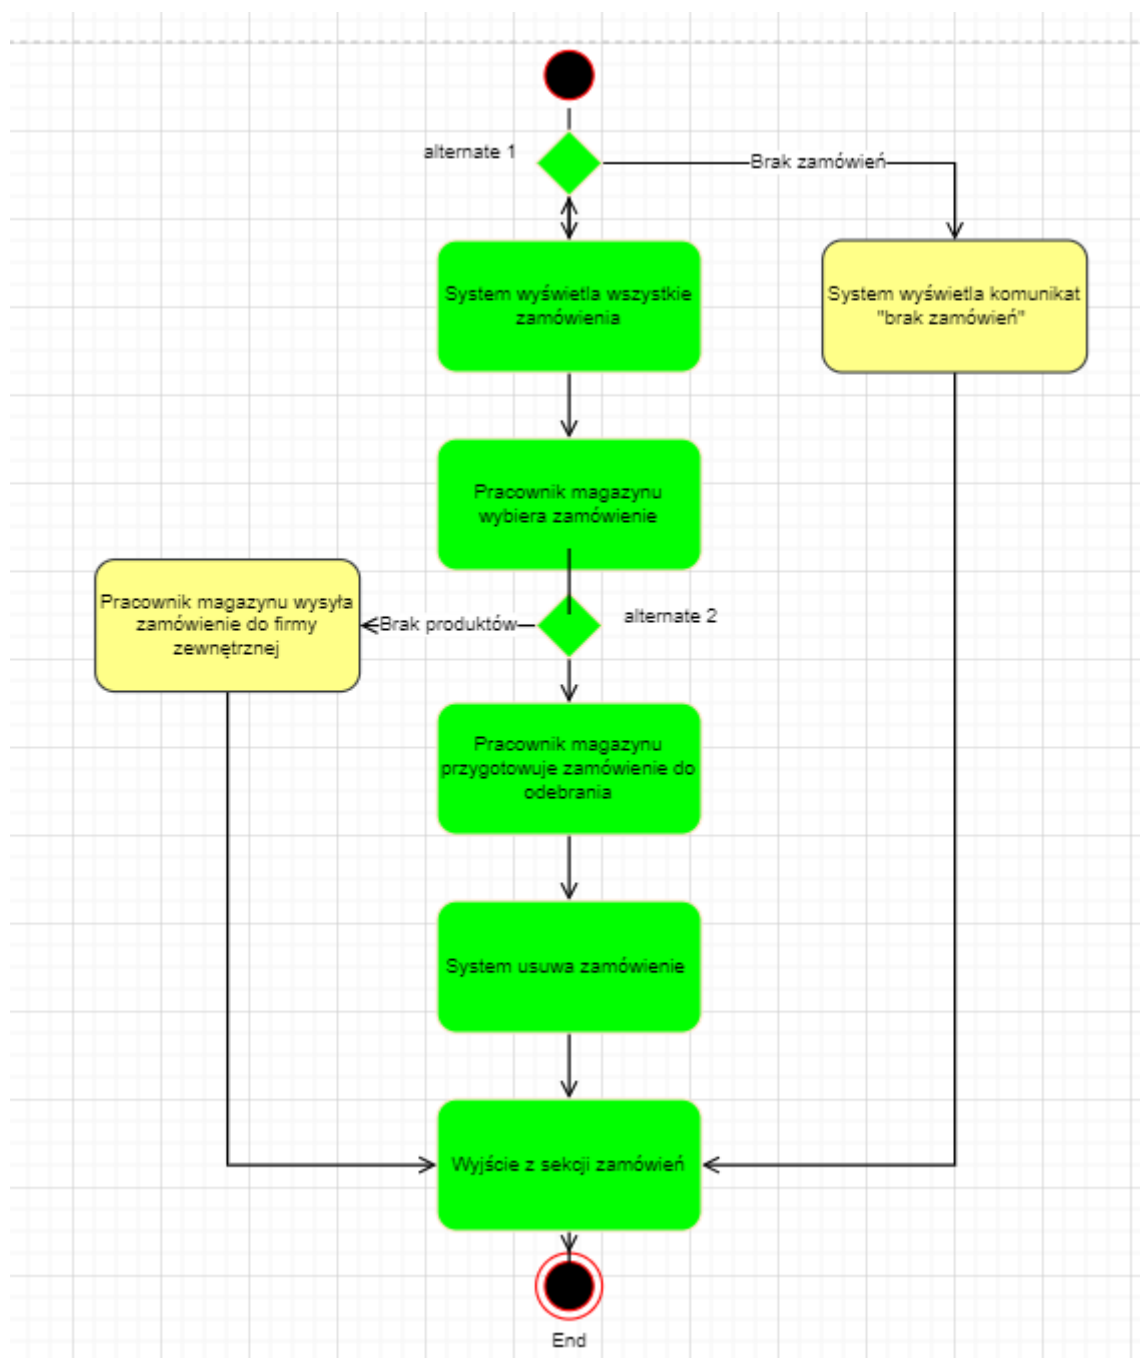 alternate 1
Brak zamówień
System wyświetla wszystkie
zamówienia
System wyświetla komunikat
"brak zamówień"
Pracownik magazynu
wybiera zamówienie
Pracownik magazynu wysyła
zamówienie do firmy
zewnętrznej
Brak produktów
alternate 2
Pracownik magazynu
przygotowuje zamówienie do
odebrania
System usuwa zamówienie
Wyjście z sekcji zamówień
End